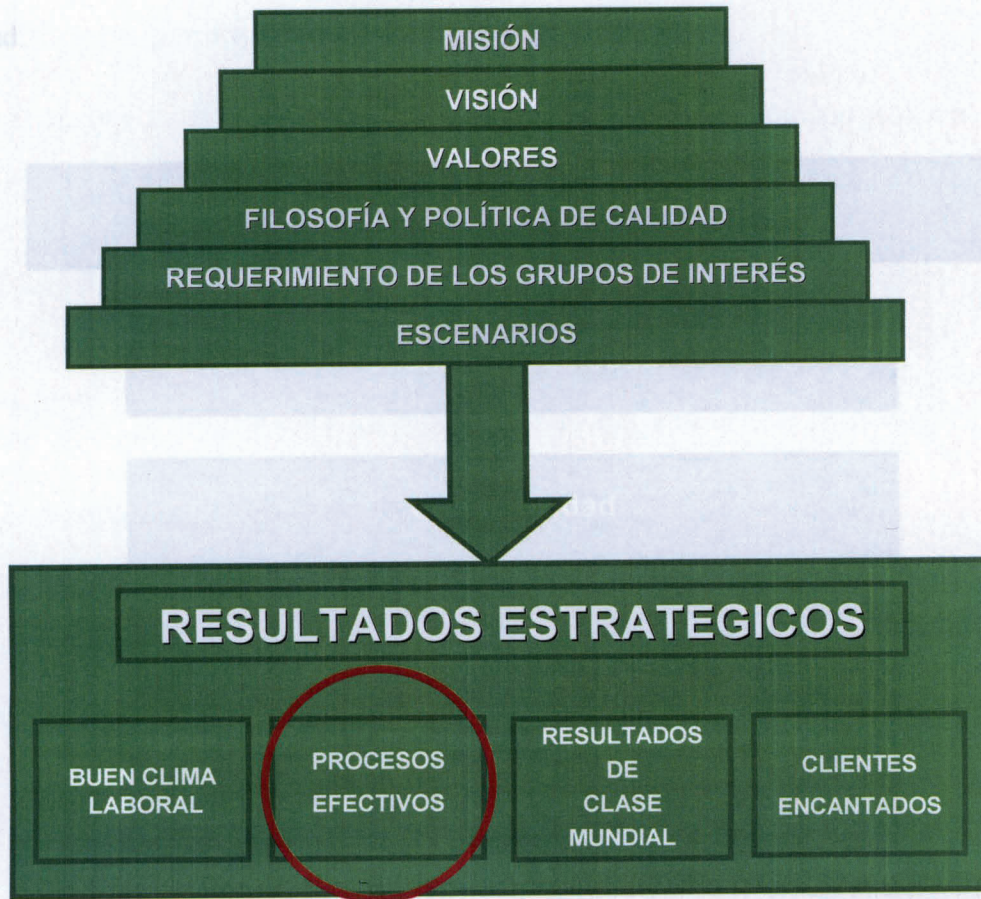 MISIÓN
VISIÓN
VALORES
FILOSOFÍA Y POLÍTICA DE CALIDAD
REQUERIMIENTO DE LOS GRUPOS DE INTERÉS
ESCENARIOS
RESULTADOS ESTRATEGICOS
BUEN CLIMA
LABORAL
PROCESOS
EFECTIVOS
RESULTADOS
DE
CLASE
MUNDIAL
CLIENTES
ENCANTADOS